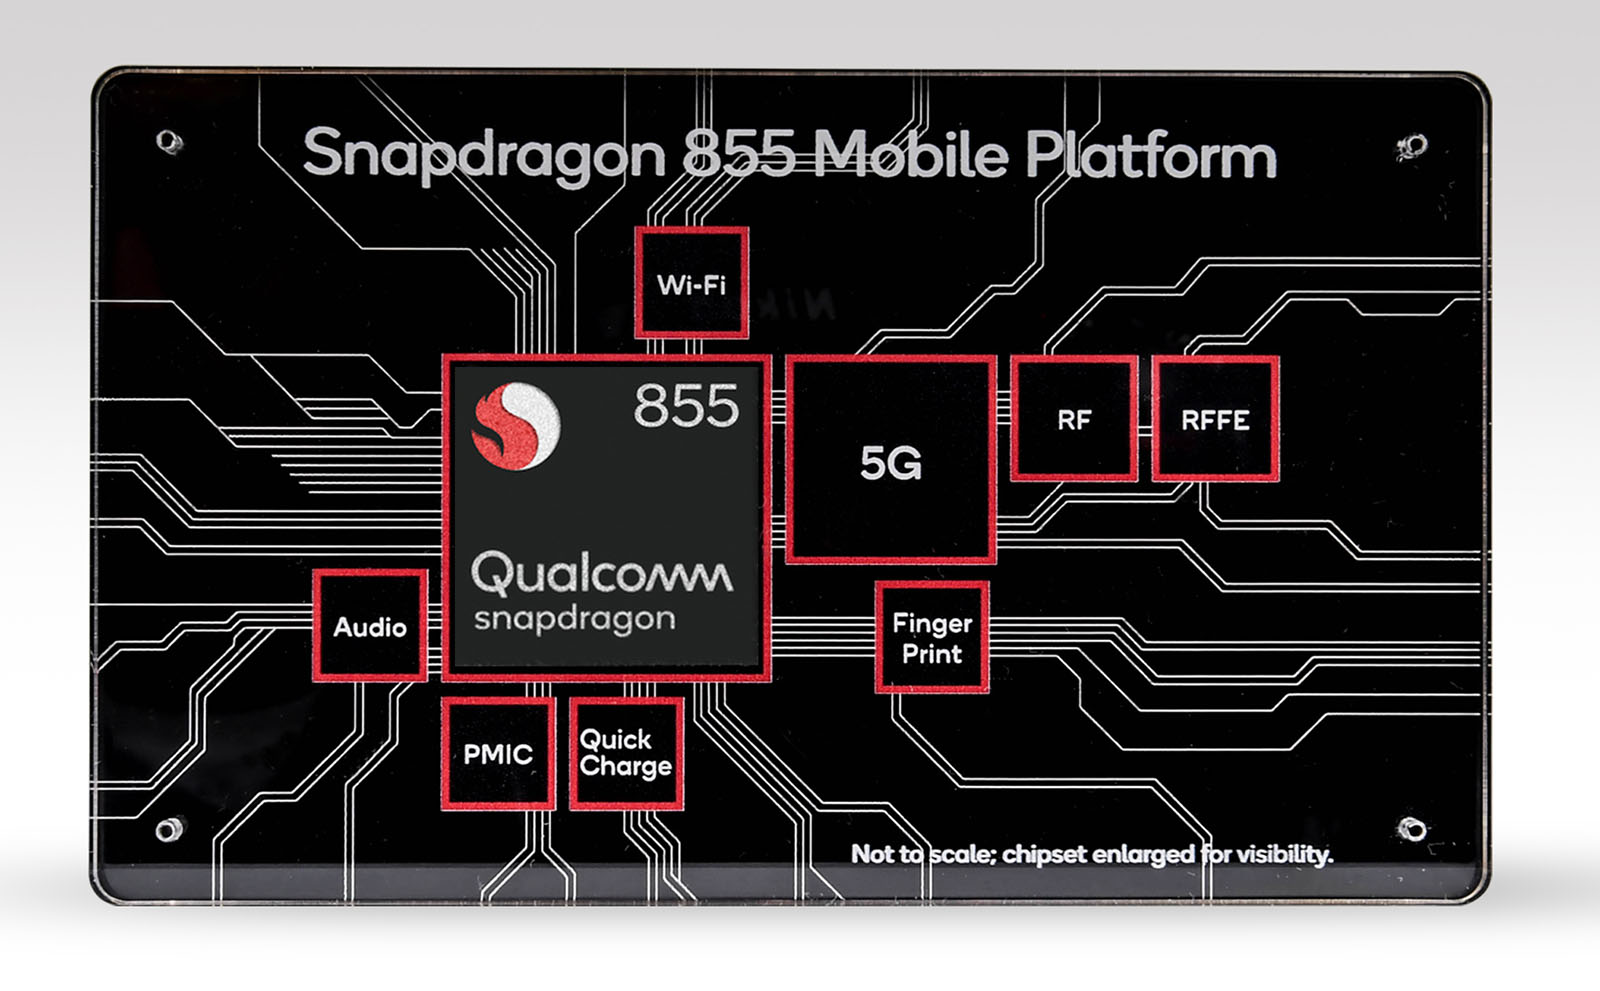 Snapdragon 855 Mobile Platform
Wi-Fi
855
Qualcomm
snapdragon
5G
RF
RFFE
Audio
Finger
Print
PMIC
Quick
Charge
Not to scale; chipset enlarged for visibility.